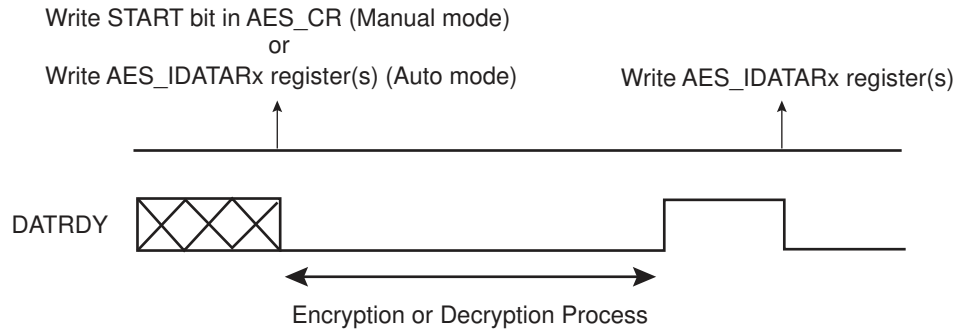 Write START bit in AES_CR (Manual mode)
or
Write AES_IDATARx register(s) (Auto mode)
Write AES_IDATARx register(s)
DATRDY
Encryption or Decryption Process